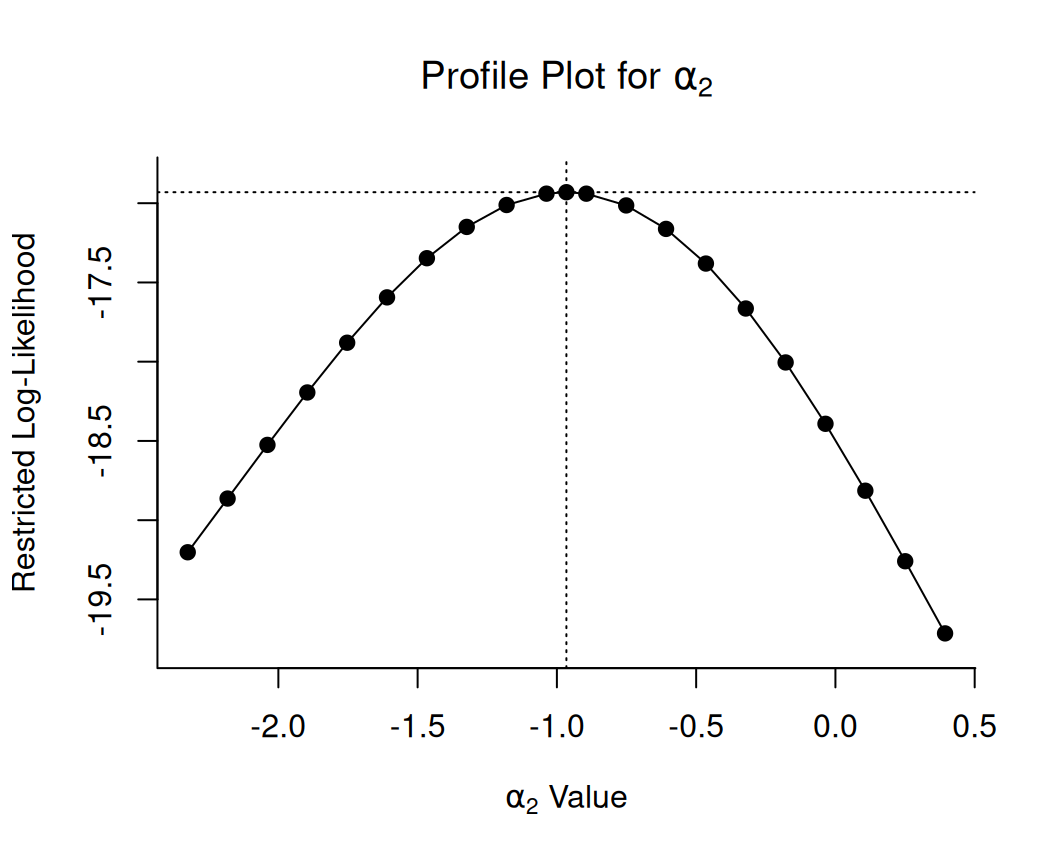 Profile Plot for α₂
Restricted Log-Likelihood
-17.5
-18.5
-19.5
-2.0 -1.5 -1.0 -0.5 0.0 0.5
α₂ Value